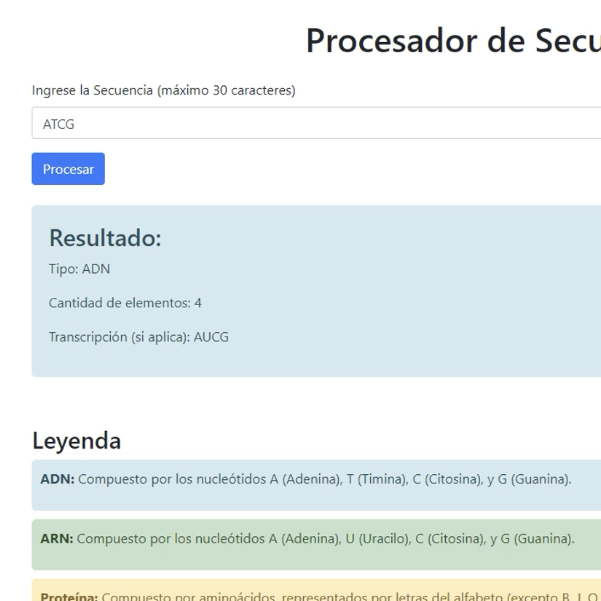 Procesador de Secu
Ingrese la Secuencia (máximo 30 caracteres)
ATCG
Procesar
Resultado:
Tipo: ADN
Cantidad de elementos: 4
Transcripción (si aplica): AUCG
Leyenda
ADN: Compuesto por los nucleótidos A (Adenina), T (Timina), C (Citosina), y G (Guanina).
ARN: Compuesto por los nucleótidos A (Adenina), U (Uracilo), C (Citosina), y G (Guanina).
Proteína: Compuesto por aminoácidos, representados por letras del alfabeto (excepto B, J, O